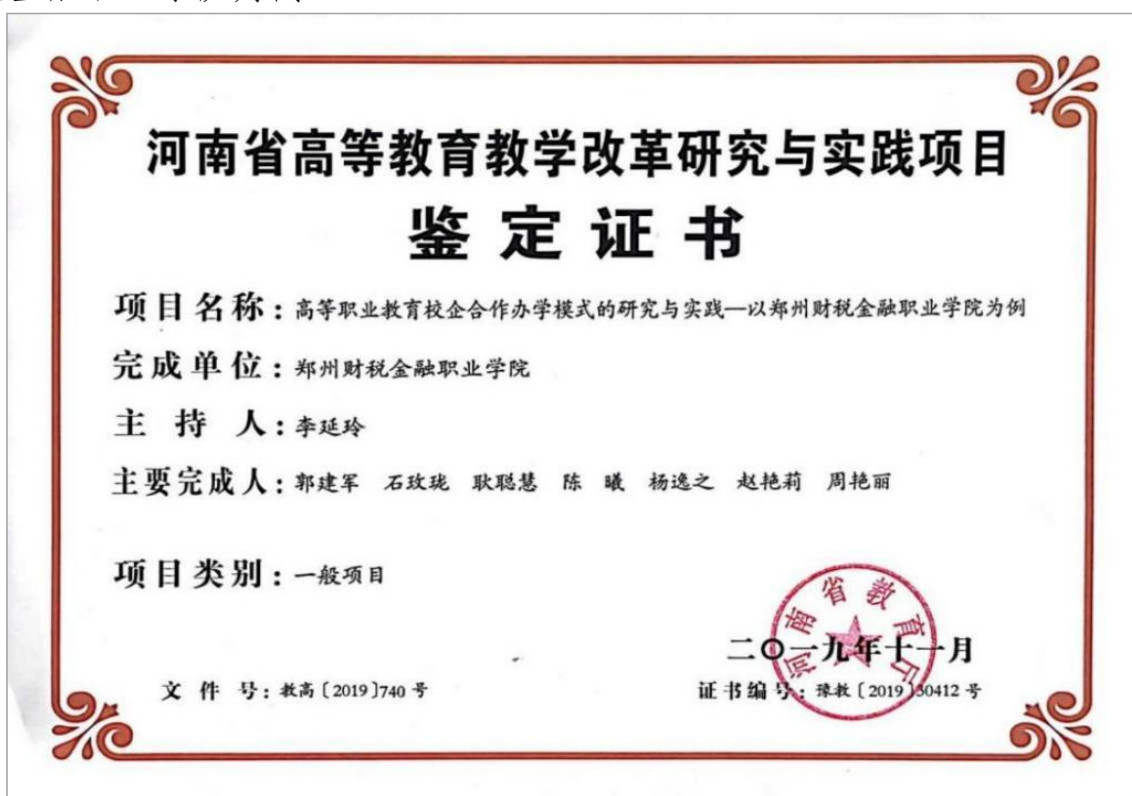 河南省高等教育教学改革研究与实践项目
鉴定证书
项目名称：高等职业教育校企合作办学模式的研究与实践—以郑州财税金融职业学院为例
完成单位：郑州财税金融职业学院
主持人：李延玲
主要完成人：郭建军 石玫珑 耿聪慧 陈曦 杨逸之 赵艳莉 周艳丽
项目类别：一般项目
河南省教育厅
二〇一九年十一月
文件号：教高〔2019〕740号
证书编号：豫教〔2019〕30412号